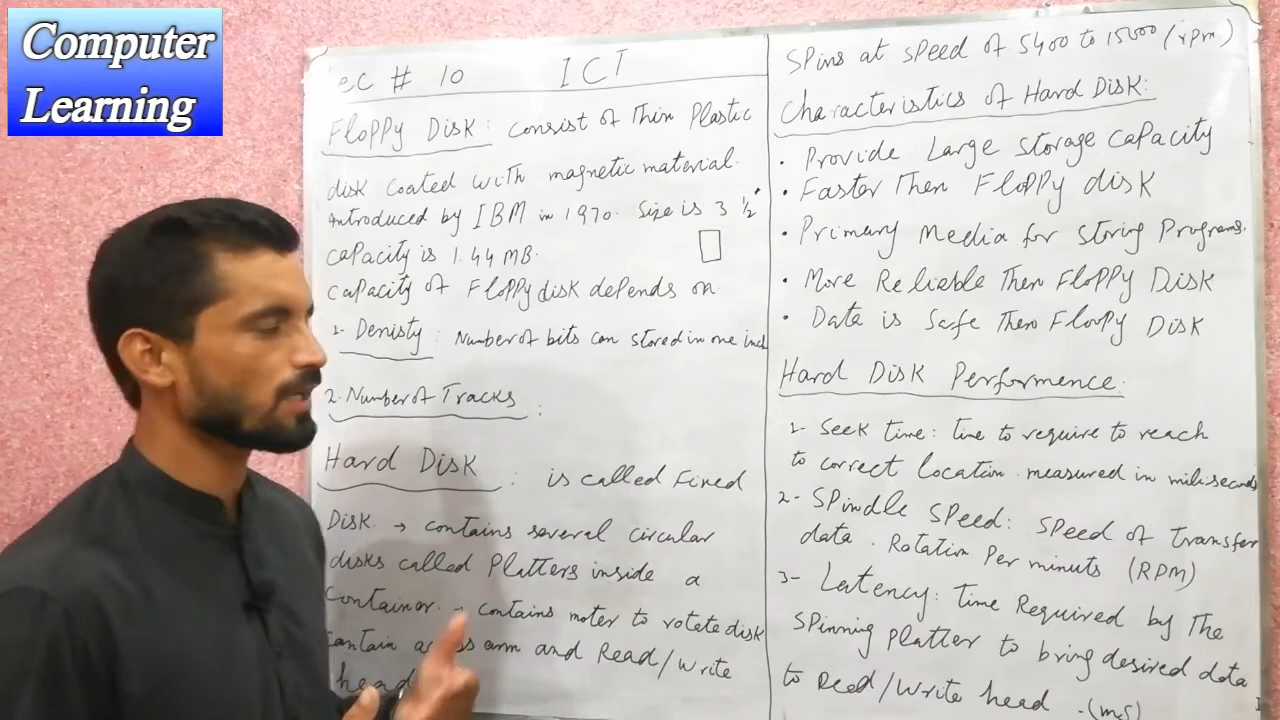 Computer
Learning
ec # 10 ICT
Floppy Disk: consist of Thin Plastic
disk coated with magnetic material.
introduced by IBM in 1970. Size is 3 ½"
capacity is 1.44 MB.
capacity of Floppy disk depends on
1- Denisty: Number of bits can stored in one inch
2. Number of Tracks:
Hard Disk: is called Fixed
Disk. → contains several circular
disks called Platters inside a
container. → contains moter to rotate disk
contain access arm and Read/write
head
Spins at speed of 5400 to 15000 (rpm)
Characteristics of Hard Disk:
• Provide Large storage capacity
• Faster Then Floppy disk
• Primary Media for storing Programs.
• More Reliable Then Floppy Disk
• Data is Safe Then Floopy Disk
Hard Disk Performence.
1- Seek time: time to require to reach
to correct location. measured in mili-seconds
2- Spindle Speed: Speed of Transfer
data. Rotation Per minuts (RPM)
3- Latency: Time Required by The
spinning platter to bring desired data
to Reed/write head. (ms)